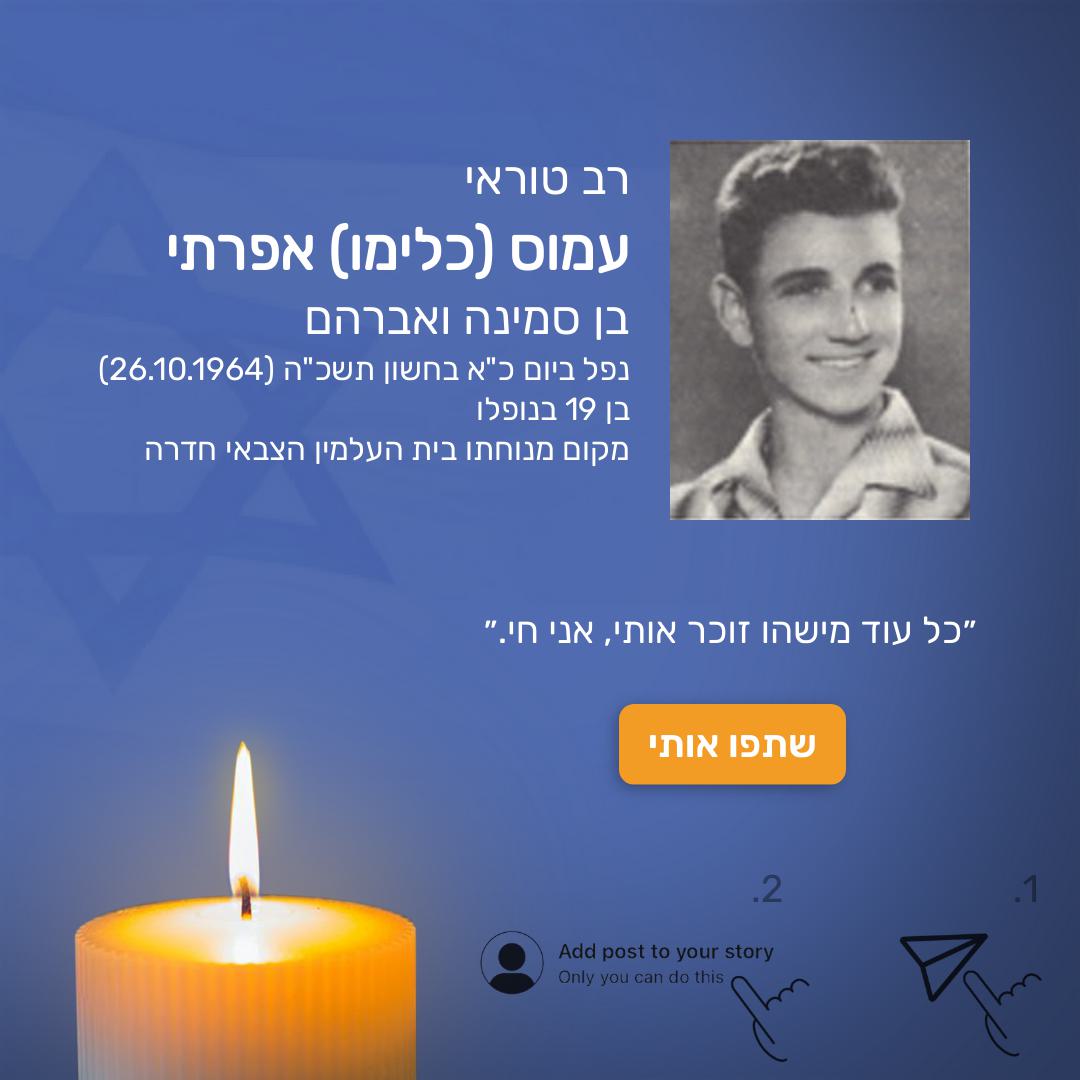 רב טוראי
עמוס (כלימו) אפרתי
בן סמינה ואברהם
נפל ביום כ"א בחשון תשכ"ה (26.10.1964)
בן 19 בנופלו
מקום מנוחתו בית העלמין הצבאי חדרה
״כל עוד מישהו זוכר אותי, אני חי.״
שתפו אותי
1.
2.
Add post to your story
Only you can do this